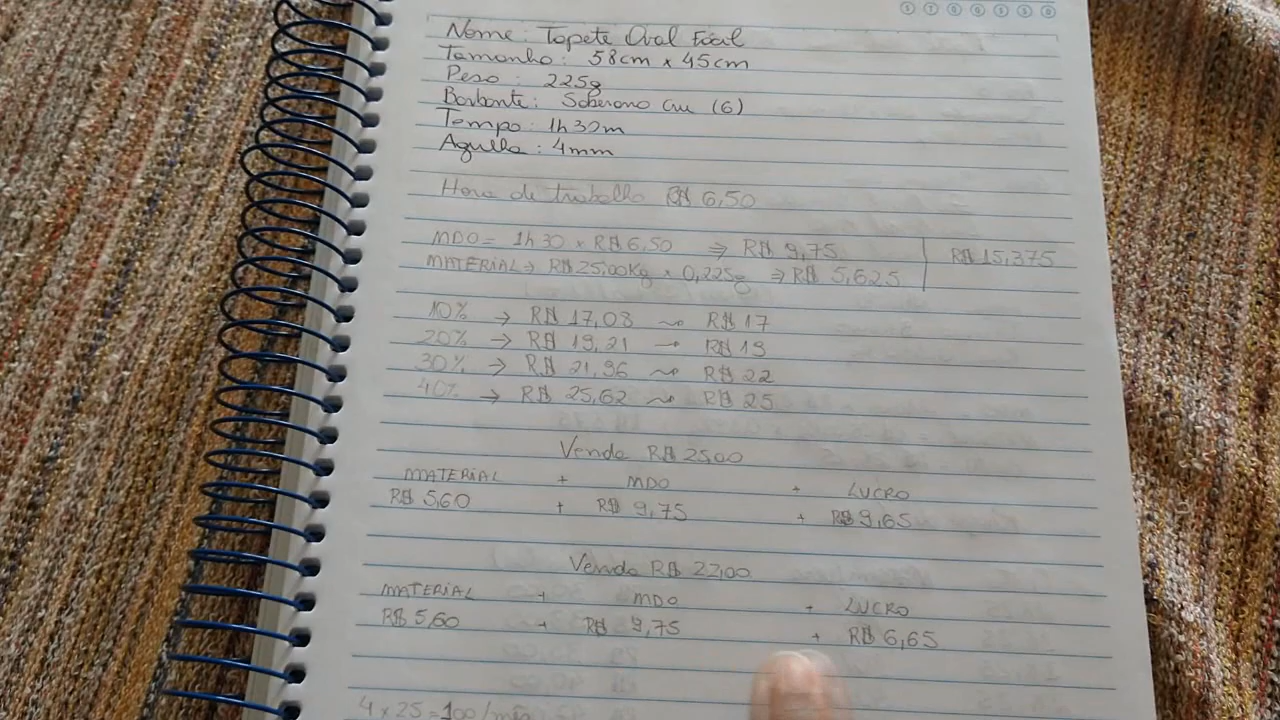 S T Q Q S S D
Nome: Tapete Oval Fácil
Tamanho: 58cm x 45cm
Peso: 225g
Barbante: Soberano Cru (6)
Tempo: 1h30m
Agulha: 4mm
Hora de trabalho R$ 6,50
MDO = 1h30 x R$ 6,50 ⇒ R$ 9,75 | R$ 15,375
MATERIAL → R$ 25,00Kg x 0,225g ⇒ R$ 5,625
10% → R$ 17,08 ~ R$ 17
20% → R$ 19,21 → R$ 19
30% → R$ 21,96 ~ R$ 22
40% → R$ 25,62 ~ R$ 25
Venda R$ 25,00
MATERIAL + MDO + LUCRO
R$ 5,60 + R$ 9,75 + R$ 9,65
Venda R$ 22,00
MATERIAL + MDO + LUCRO
R$ 5,60 + R$ 9,75 + R$ 6,65
4 x 25 = 100/